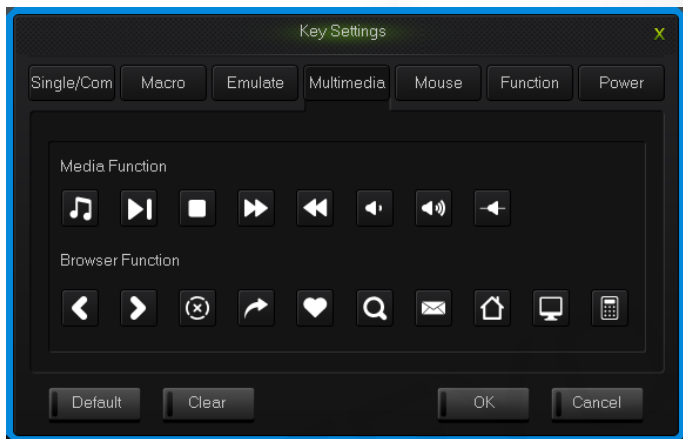 Key Settings
X
Single/Com Macro Emulate Multimedia Mouse Function Power
Media Function
Browser Function
Default Clear OK Cancel